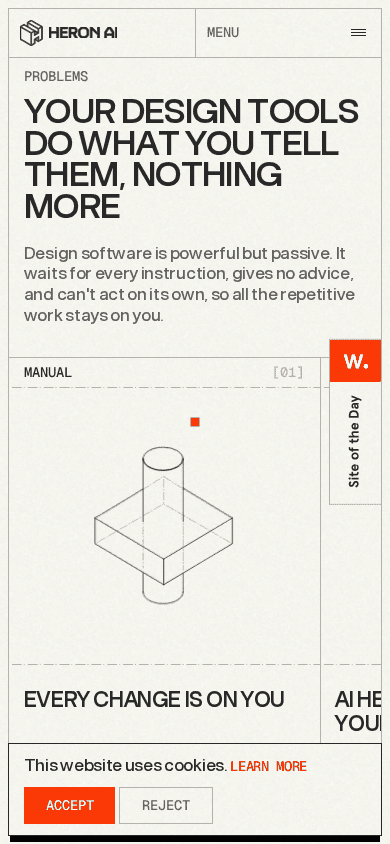 HERON AI
MENU
PROBLEMS
YOUR DESIGN TOOLS
DO WHAT YOU TELL
THEM, NOTHING
MORE
Design software is powerful but passive. It
waits for every instruction, gives no advice,
and can't act on its own, so all the repetitive
work stays on you.
MANUAL
[01]
W.
Site of the Day
EVERY CHANGE IS ON YOU
AI HE
YOU
This website uses cookies. LEARN MORE
ACCEPT
REJECT